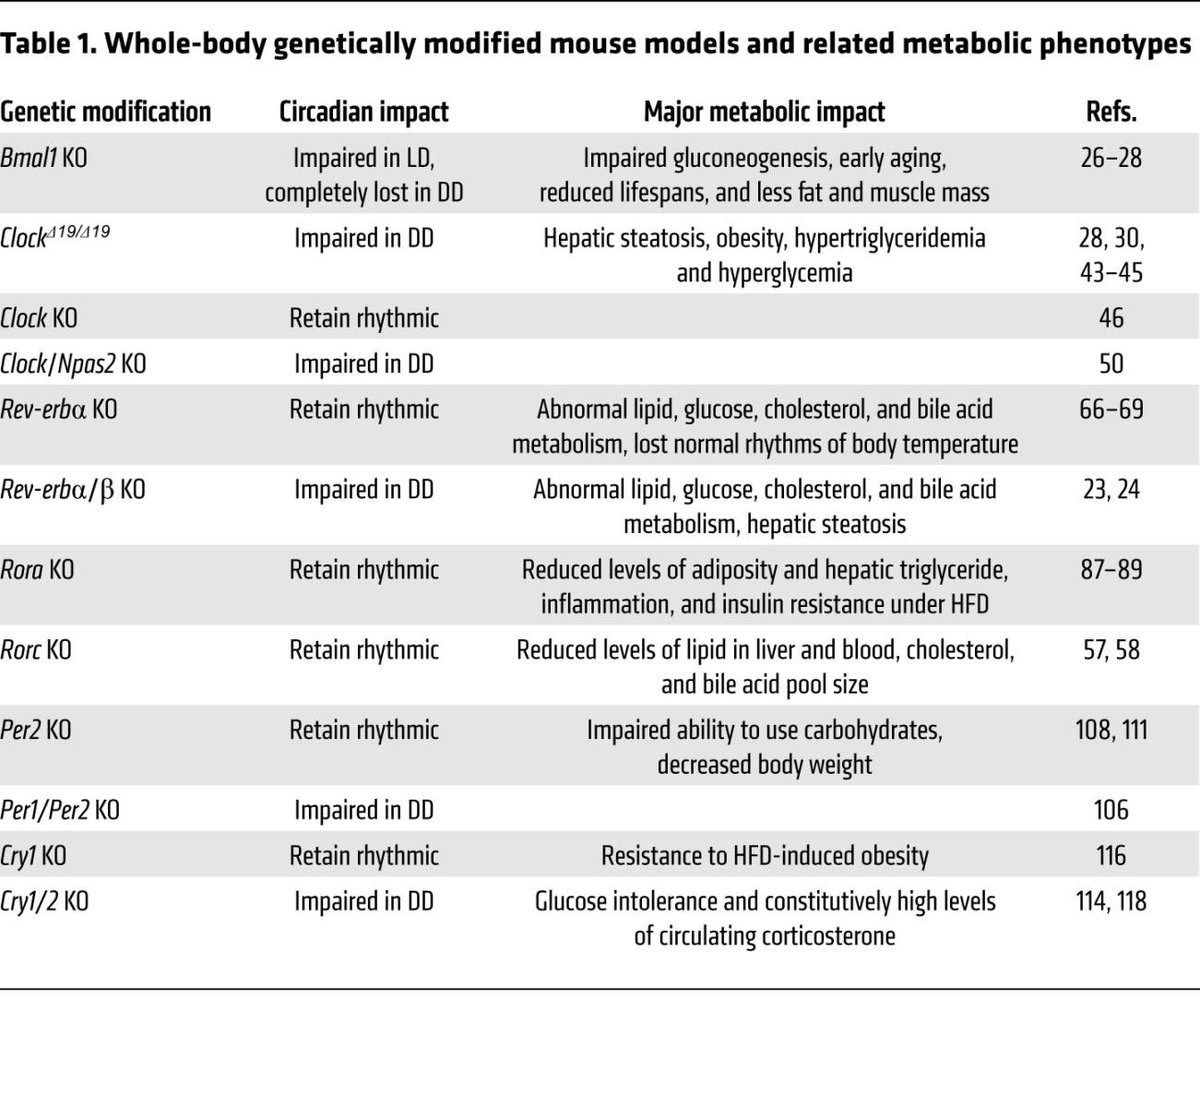 Table 1. Whole-body genetically modified mouse models and related metabolic phenotypes
Genetic modification Circadian impact Major metabolic impact Refs.
Bmal1 KO Impaired in LD, Impaired gluconeogenesis, early aging, 26–28
completely lost in DD reduced lifespans, and less fat and muscle mass
ClockΔ19/Δ19 Impaired in DD Hepatic steatosis, obesity, hypertriglyceridemia 28, 30,
and hyperglycemia 43–45
Clock KO Retain rhythmic 46
Clock/Npas2 KO Impaired in DD 50
Rev-erbα KO Retain rhythmic Abnormal lipid, glucose, cholesterol, and bile acid 66–69
metabolism, lost normal rhythms of body temperature
Rev-erbα/β KO Impaired in DD Abnormal lipid, glucose, cholesterol, and bile acid 23, 24
metabolism, hepatic steatosis
Rora KO Retain rhythmic Reduced levels of adiposity and hepatic triglyceride, 87–89
inflammation, and insulin resistance under HFD
Rorc KO Retain rhythmic Reduced levels of lipid in liver and blood, cholesterol, 57, 58
and bile acid pool size
Per2 KO Retain rhythmic Impaired ability to use carbohydrates, 108, 111
decreased body weight
Per1/Per2 KO Impaired in DD 106
Cry1 KO Retain rhythmic Resistance to HFD-induced obesity 116
Cry1/2 KO Impaired in DD Glucose intolerance and constitutively high levels 114, 118
of circulating corticosterone